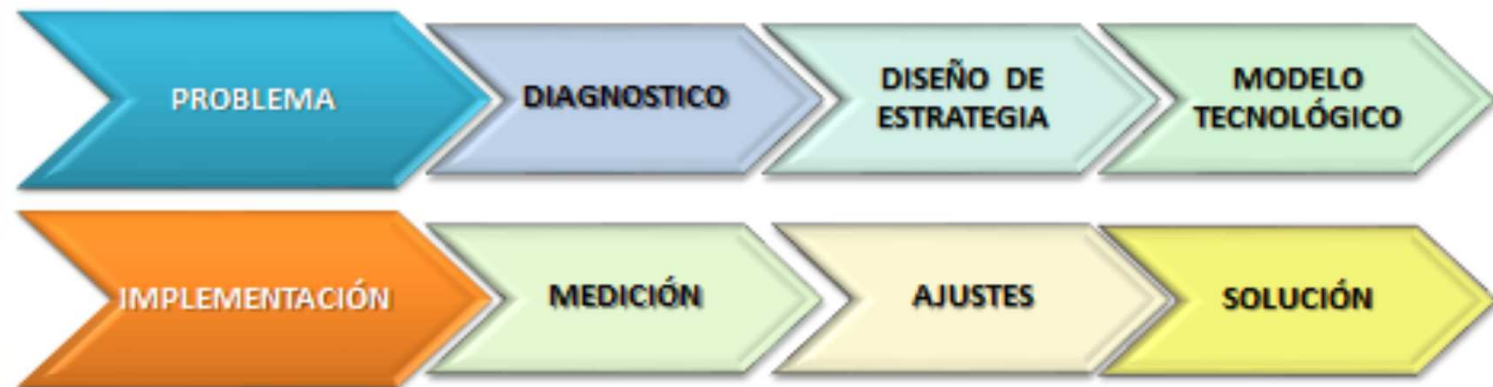 PROBLEMA
DIAGNOSTICO
DISEÑO DE
ESTRATEGIA
MODELO
TECNOLÓGICO
IMPLEMENTACIÓN
MEDICIÓN
AJUSTES
SOLUCIÓN